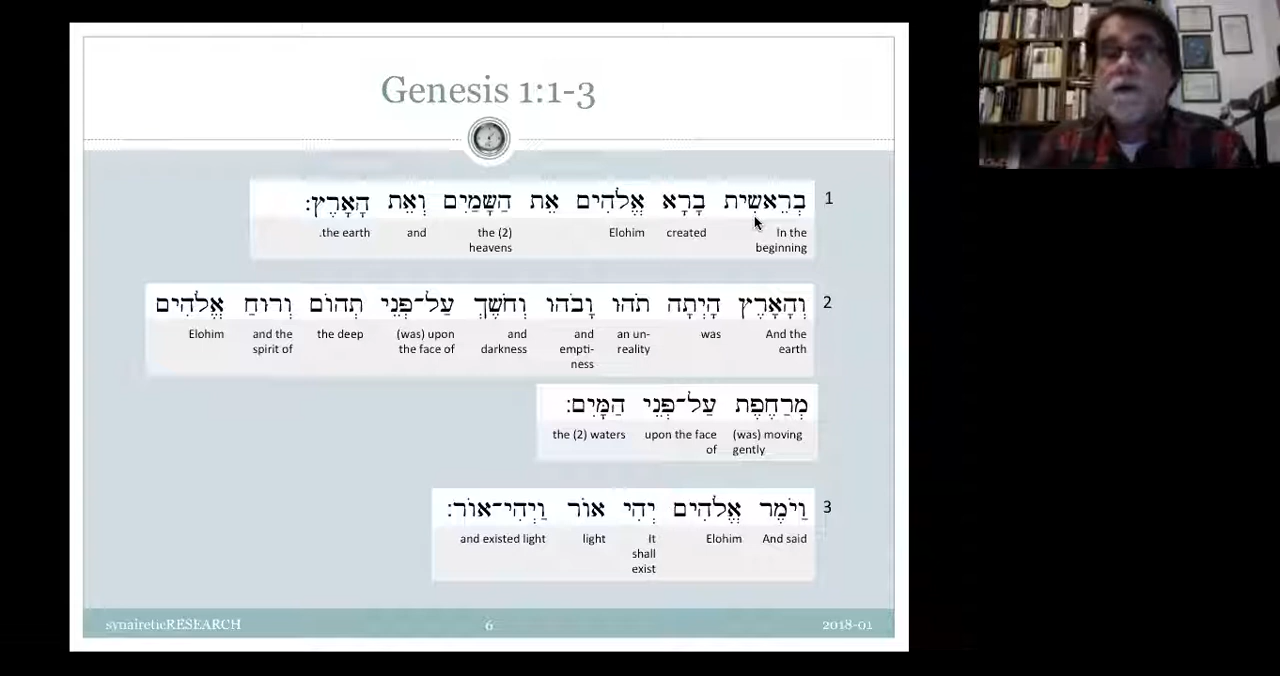 Genesis 1:1-3
1 בְרֵאשִׁית בָרָא אֱלֹהִים אֵת הַשָּׁמַיִם וְאֵת הָאָרֶץ׃
In the beginning created Elohim the (2) heavens and the earth.
2 וְהָאָרֶץ הָיְתָה תֹהוּ וָבֹהוּ וְחֹשֶׁךְ עַל־פְּנֵי תְהוֹם וְרוּחַ אֱלֹהִים
And the earth was an un-reality and empti-ness and darkness (was) upon the face of the deep and the spirit of Elohim
מְרַחֶפֶת עַל־פְּנֵי הַמָּיִם׃
(was) moving gently upon the face of the (2) waters
3 וַיֹּמֶר אֱלֹהִים יְהִי אוֹר וַיְהִי־אוֹר׃
And said Elohim It shall exist light and existed light
synaireticRESEARCH 6 2018-01